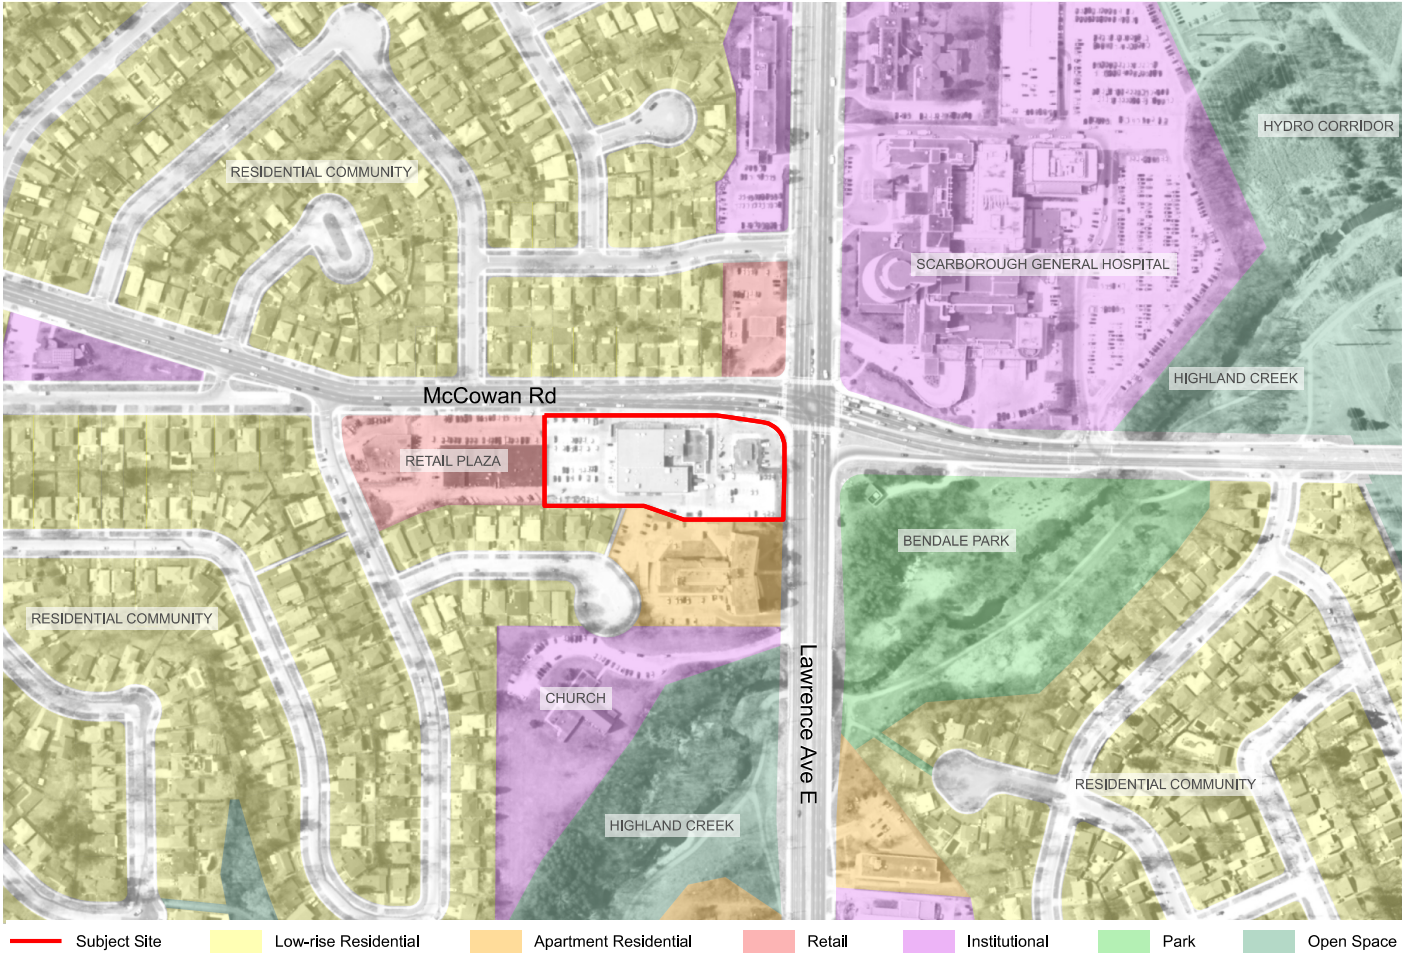 HYDRO CORRIDOR
RESIDENTIAL COMMUNITY
SCARBOROUGH GENERAL HOSPITAL
HIGHLAND CREEK
McCowan Rd
RETAIL PLAZA
BENDALE PARK
RESIDENTIAL COMMUNITY
CHURCH
Lawrence Ave E
RESIDENTIAL COMMUNITY
HIGHLAND CREEK
Subject Site
Low-rise Residential
Apartment Residential
Retail
Institutional
Park
Open Space